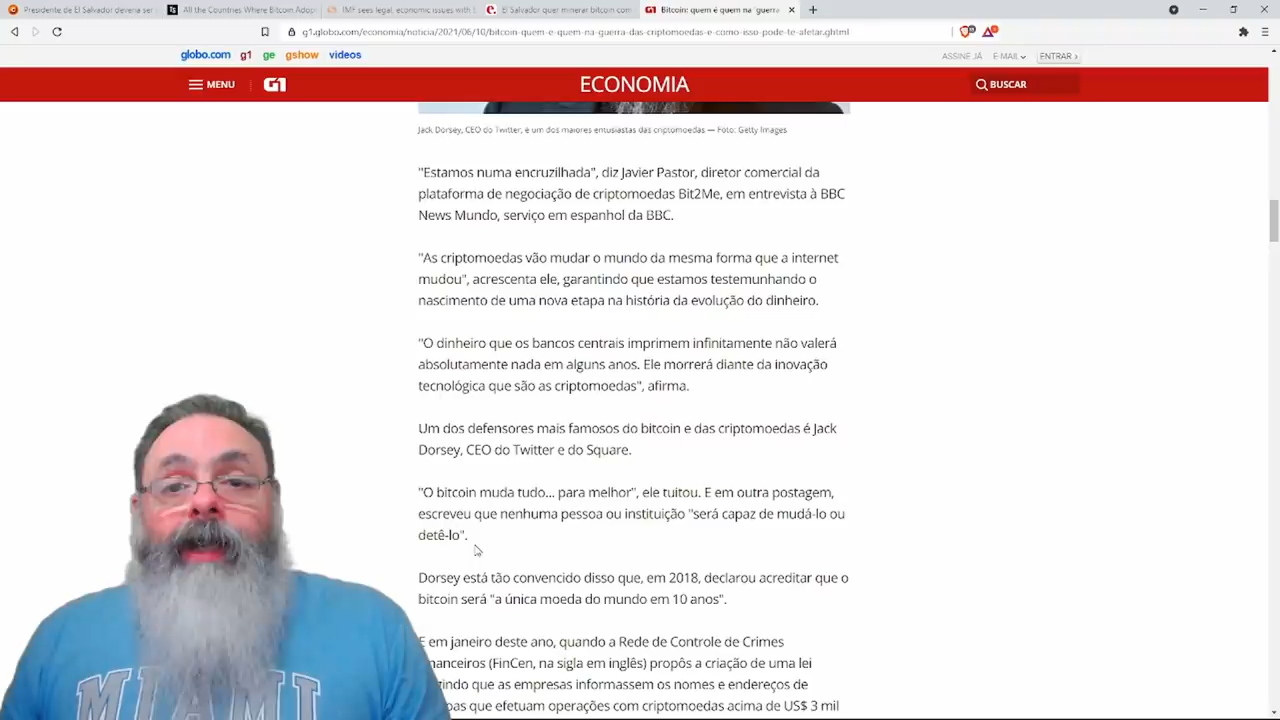 Presidente de El Salvador deveria ser
All the Countries Where Bitcoin Adop
IMF sees legal, economic issues with
El Salvador quer minerar bitcoin com
Bitcoin: quem é quem na 'guerra
g1.globo.com/economia/noticia/2021/06/10/bitcoin-quem-e-quem-na-guerra-das-criptomoedas-e-como-isso-pode-te-afetar.ghtml
globo.com g1 ge gshow videos
ASSINE JÁ E-MAIL ENTRAR ›
MENU G1 ECONOMIA BUSCAR
Jack Dorsey, CEO do Twitter, é um dos maiores entusiastas das criptomoedas — Foto: Getty Images
"Estamos numa encruzilhada", diz Javier Pastor, diretor comercial da
plataforma de negociação de criptomoedas Bit2Me, em entrevista à BBC
News Mundo, serviço em espanhol da BBC.
"As criptomoedas vão mudar o mundo da mesma forma que a internet
mudou", acrescenta ele, garantindo que estamos testemunhando o
nascimento de uma nova etapa na história da evolução do dinheiro.
"O dinheiro que os bancos centrais imprimem infinitamente não valerá
absolutamente nada em alguns anos. Ele morrerá diante da inovação
tecnológica que são as criptomoedas", afirma.
Um dos defensores mais famosos do bitcoin e das criptomoedas é Jack
Dorsey, CEO do Twitter e do Square.
"O bitcoin muda tudo... para melhor", ele tuitou. E em outra postagem,
escreveu que nenhuma pessoa ou instituição "será capaz de mudá-lo ou
detê-lo".
Dorsey está tão convencido disso que, em 2018, declarou acreditar que o
bitcoin será "a única moeda do mundo em 10 anos".
E em janeiro deste ano, quando a Rede de Controle de Crimes
nanceiros (FinCen, na sigla em inglês) propôs a criação de uma lei
gindo que as empresas informassem os nomes e endereços de
oas que efetuam operações com criptomoedas acima de US$ 3 mil
MIAMI